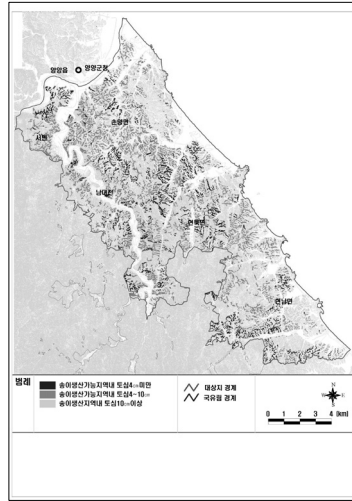 양양읍
양양군청
손양면
서면
남대천
현북면
현남면
범례
송이생산가능지역내 토심4㎝미만
송이생산가능지역내 토심4~10㎝
송이생산지역내 토심10㎝이상
대상지 경계
국유림 경계
N
W
E
S
0 1 2 3 4 (km)